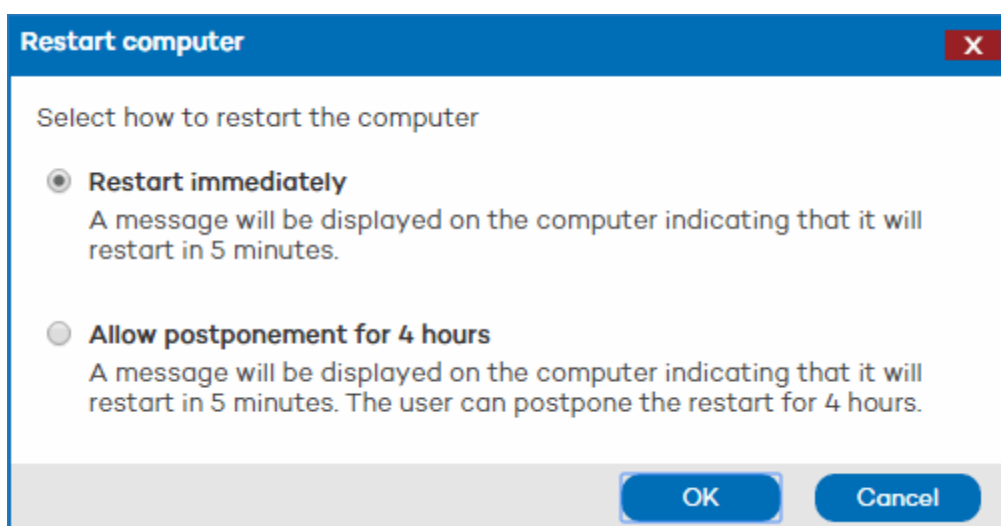 Restart computer
X
Select how to restart the computer
Restart immediately
A message will be displayed on the computer indicating that it will
restart in 5 minutes.
Allow postponement for 4 hours
A message will be displayed on the computer indicating that it will
restart in 5 minutes. The user can postpone the restart for 4 hours.
OK
Cancel